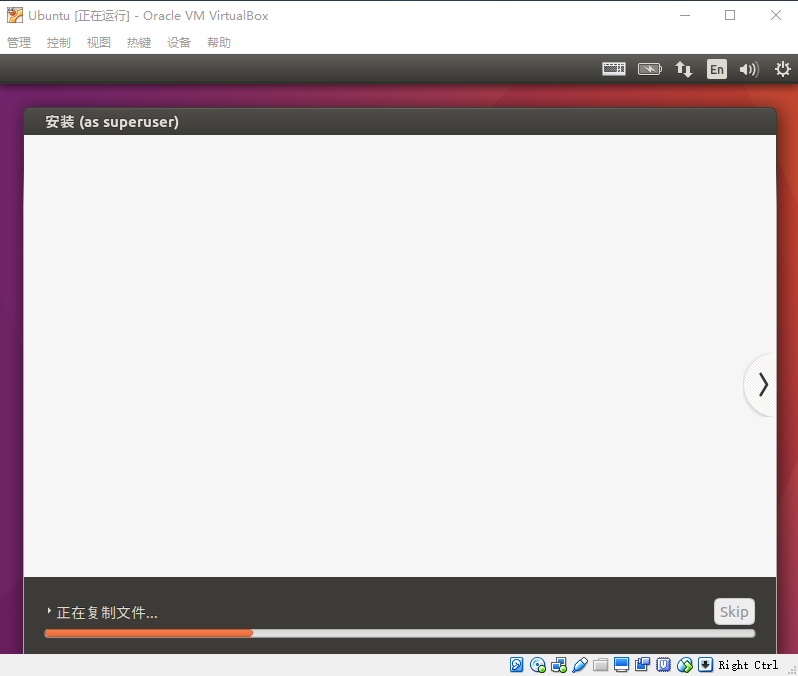 Ubuntu [正在运行] - Oracle VM VirtualBox
管理 控制 视图 热键 设备 帮助
En
安装 (as superuser)
正在复制文件...
Skip
Right Ctrl